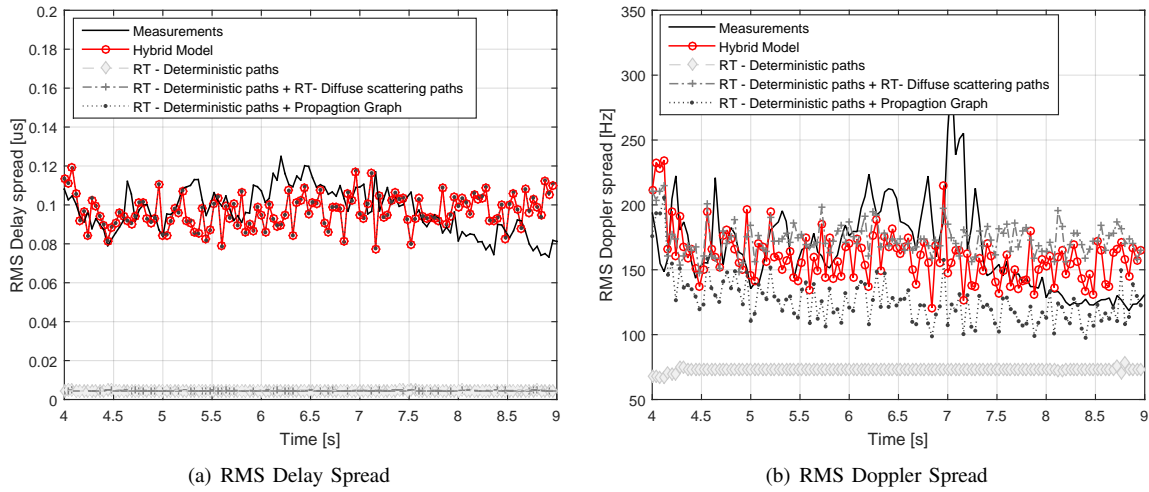 0.2
0.18
0.16
0.14
0.12
0.1
0.08
0.06
0.04
0.02
0
RMS Delay spread [us]
Measurements
Hybrid Model
RT - Deterministic paths
RT - Deterministic paths + RT- Diffuse scattering paths
RT - Deterministic paths + Propagtion Graph
4 4.5 5 5.5 6 6.5 7 7.5 8 8.5 9
Time [s]
(a) RMS Delay Spread
350
300
250
200
150
100
50
RMS Doppler spread [Hz]
Measurements
Hybrid Model
RT - Deterministic paths
RT - Deterministic paths + RT- Diffuse scattering paths
RT - Deterministic paths + Propagtion Graph
4 4.5 5 5.5 6 6.5 7 7.5 8 8.5 9
Time [s]
(b) RMS Doppler Spread